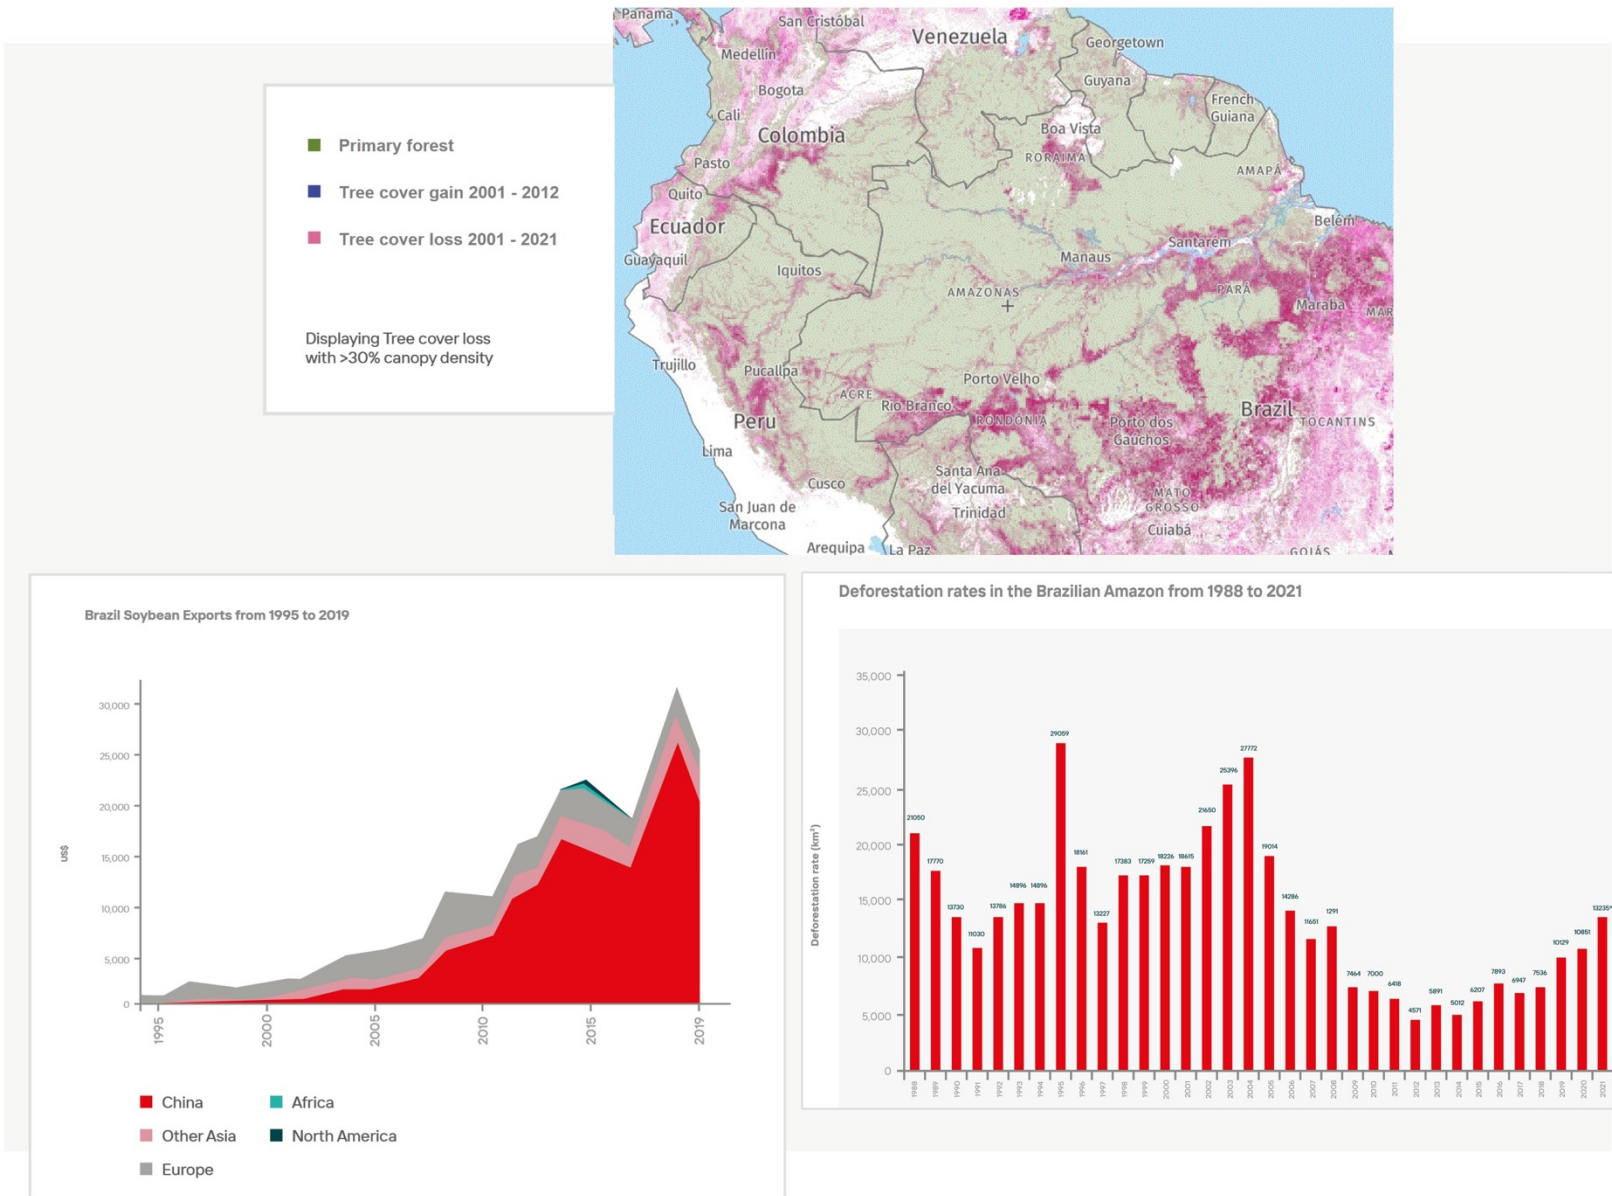 Panama
San Cristóbal
Venezuela
Georgetown
Medellín
Guyana
Bogota
French
Guiana
Cali
Colombia
Boa Vista
RORAIMA
Pasto
AMAPÁ
Quito
Ecuador
Belém
Santarém
Guayaquil
Manaus
Iquitos
AMAZONAS
PARÁ
Maraba
MAR
Trujillo
Pucallpa
Porto Velho
ACRE
Rio Branco
Brazil
Peru
RONDÔNIA
Porto dos
Gauchos
TOCANTINS
Lima
Santa Ana
del Yacuma
Cusco
MATO
GROSSO
San Juan de
Marcona
Trinidad
Cuiabá
Arequipa
La Paz
GOIÁS
Primary forest
Tree cover gain 2001 - 2012
Tree cover loss 2001 - 2021
Displaying Tree cover loss
with >30% canopy density
Brazil Soybean Exports from 1995 to 2019
US$
30,000
25,000
20,000
15,000
10,000
5,000
0
1995
2000
2005
2010
2015
2019
China
Africa
Other Asia
North America
Europe
Deforestation rates in the Brazilian Amazon from 1988 to 2021
Deforestation rate (km²)
35,000
30,000
25,000
20,000
15,000
10,000
5,000
0
21050
17770
13730
11030
13786
14896
14896
29059
18161
13227
17383
17259
18226
18615
21650
25396
27772
19014
14286
11651
1291
7464
7000
6418
4571
5891
5012
6207
7893
6947
7536
10129
10851
13235*
1988
1989
1990
1991
1992
1993
1994
1995
1996
1997
1998
1999
2000
2001
2002
2003
2004
2005
2006
2007
2008
2009
2010
2011
2012
2013
2014
2015
2016
2017
2018
2019
2020
2021